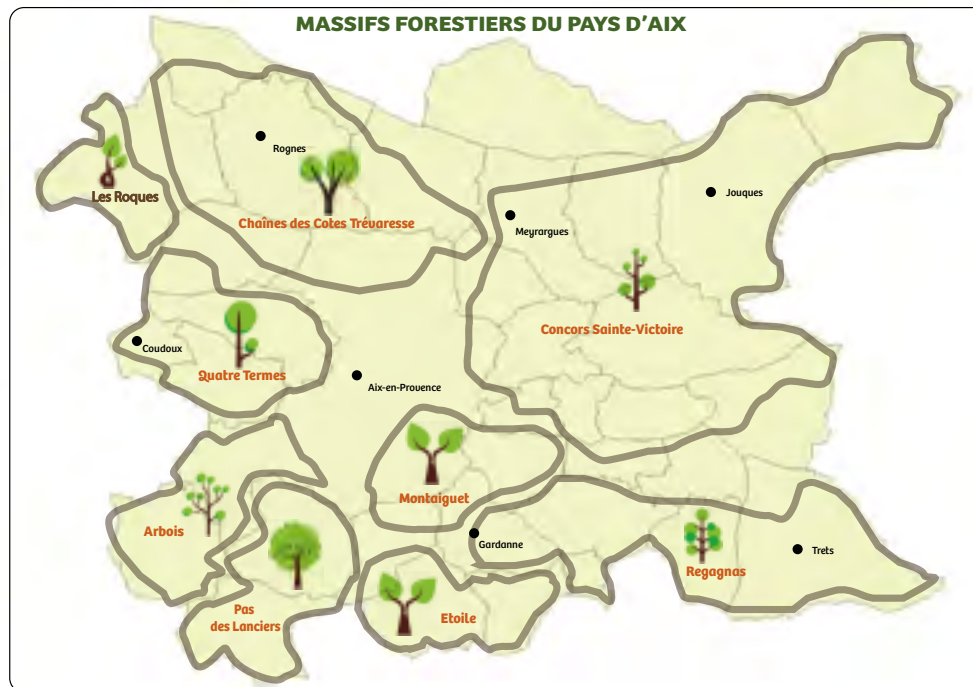 MASSIFS FORESTIERS DU PAYS D'AIX
Rognes
Les Roques
Jouques
Chaînes des Cotes Trévaresse
Meyrargues
Concors Sainte-Victoire
Coudoux
Quatre Termes
Aix-en-Provence
Montaiguet
Arbois
Gardanne
Trets
Regagnas
Pas
des Lanciers
Etoile